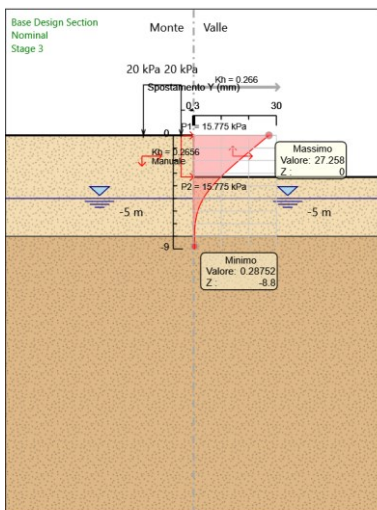 Base Design Section
Nominal
Stage 3
Monte Valle
20 kPa 20 kPa
Kh = 0.266
Spostamento Y (mm)
0.3 30
0
P1= 15.775 kPa
Kh = 0.2656
Manuale
Massimo
Valore: 27.258
Z : 0
P2 = 15.775 kPa
-5 m -5 m
-9
Minimo
Valore: 0.28752
Z : -8.8